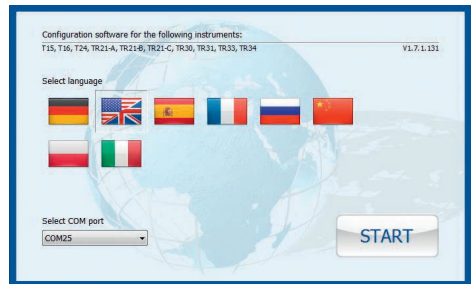 Configuration software for the following instruments:
T15, T16, T24, TR21-A, TR21-B, TR21-C, TR30, TR31, TR33, TR34 V1.7.1.131
Select language
Select COM port
COM25
START